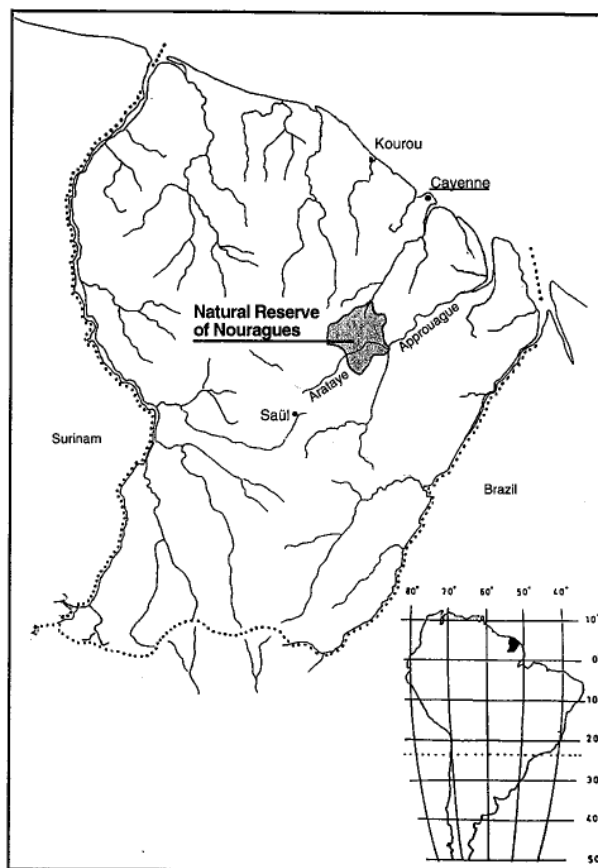 Kourou
Cayenne
Natural Reserve
of Nouragues
Approuague
Arataye
Saül
Surinam
Brazil
80° 70° 60° 50° 40°
10°
0
10
20
30
40
50